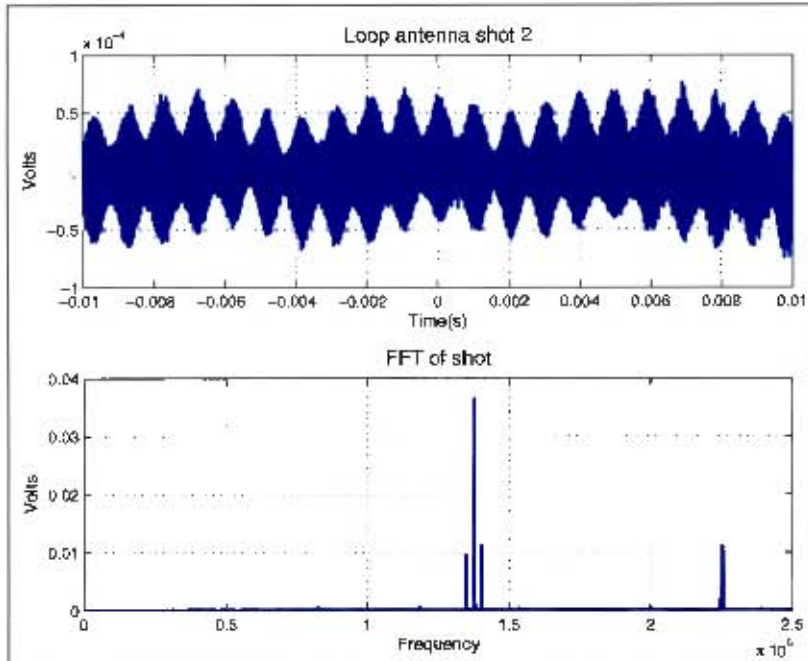 Loop antenna shot 2
x 10⁻⁴
1
0.5
-0.5
-1
Volts
-0.01 -0.008 -0.006 -0.004 -0.002 0 0.002 0.004 0.006 0.008 0.01
Time(s)
FFT of shot
0.04
0.03
0.02
0.01
0
Volts
0 0.5 1 1.5 2 2.5
Frequency